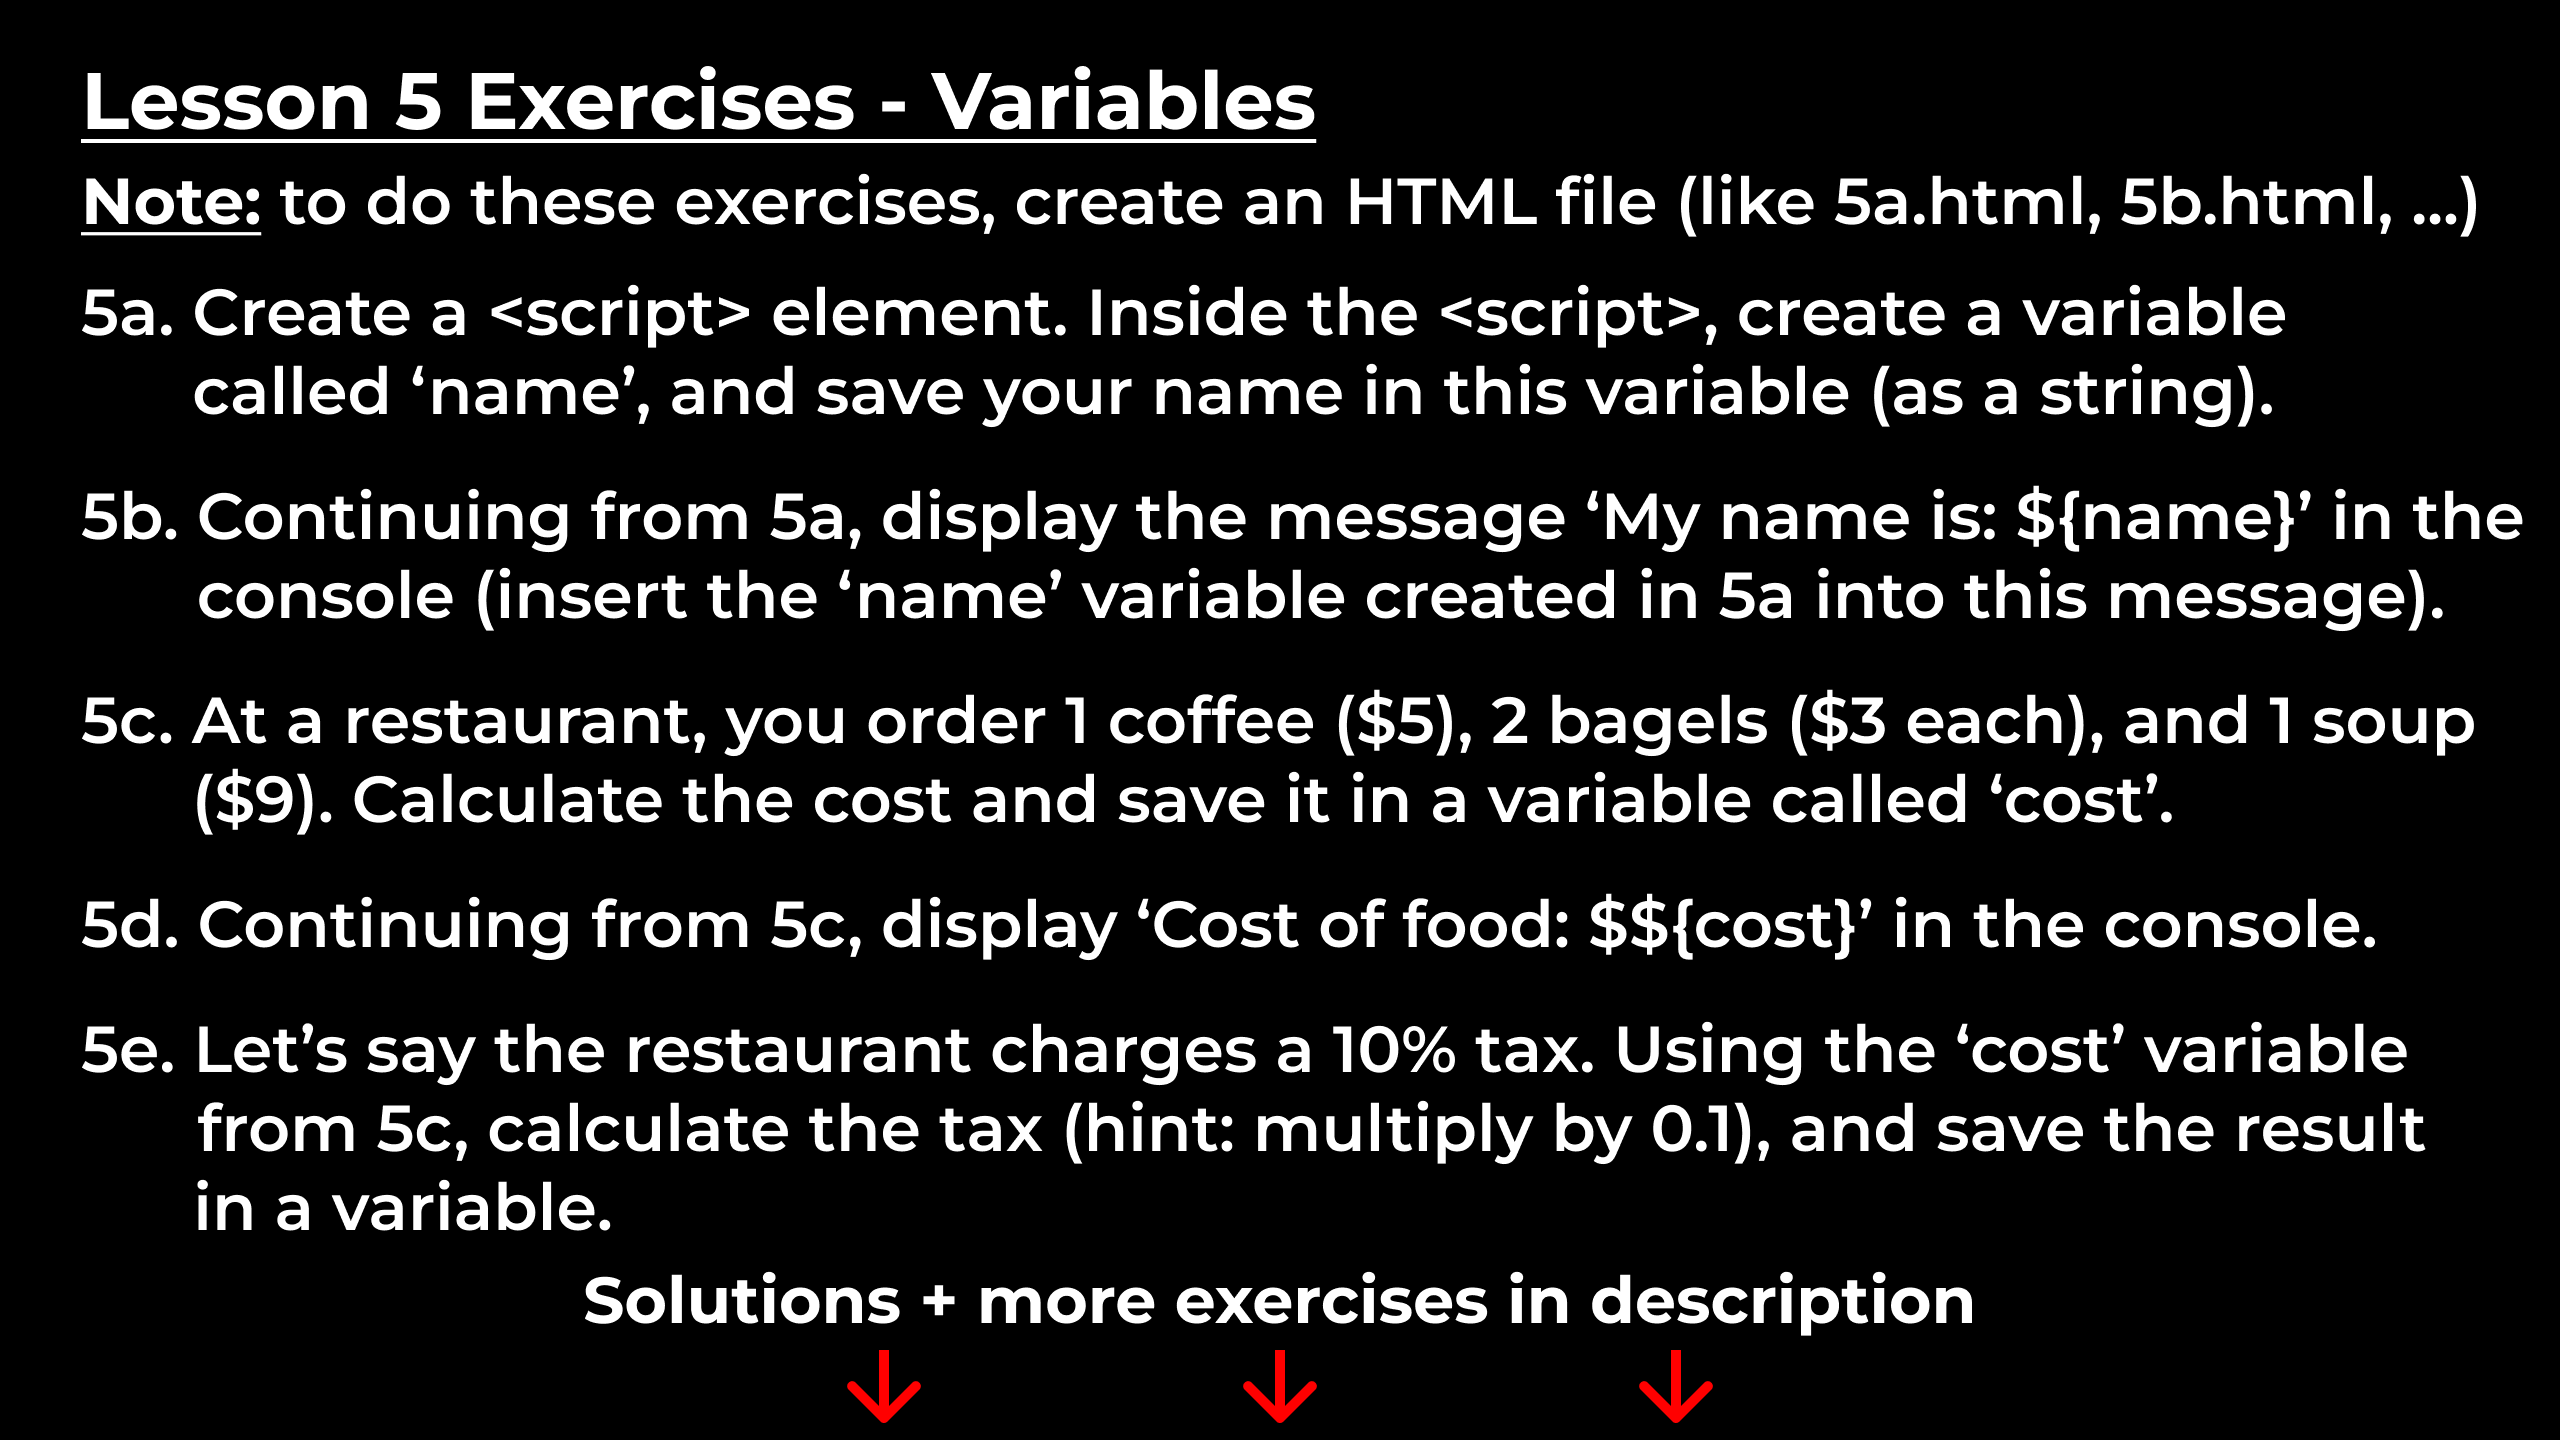 Lesson 5 Exercises - Variables
Note: to do these exercises, create an HTML file (like 5a.html, 5b.html, ...)
5a. Create a <script> element. Inside the <script>, create a variable
called ‘name’, and save your name in this variable (as a string).
5b. Continuing from 5a, display the message ‘My name is: ${name}’ in the
console (insert the ‘name’ variable created in 5a into this message).
5c. At a restaurant, you order 1 coffee ($5), 2 bagels ($3 each), and 1 soup
($9). Calculate the cost and save it in a variable called ‘cost’.
5d. Continuing from 5c, display ‘Cost of food: $${cost}’ in the console.
5e. Let’s say the restaurant charges a 10% tax. Using the ‘cost’ variable
from 5c, calculate the tax (hint: multiply by 0.1), and save the result
in a variable.
Solutions + more exercises in description